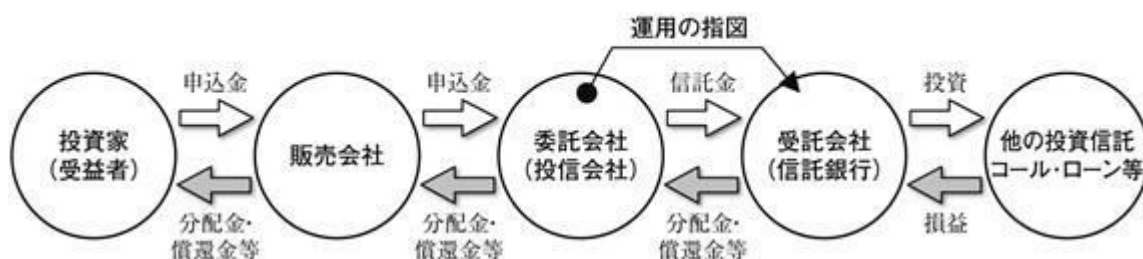 運用の指図
申込金
申込金
信託金
投資
投資家
(受益者)
販売会社
委託会社
(投信会社)
受託会社
(信託銀行)
他の投資信託
コール・ローン等
分配金・
償還金等
分配金・
償還金等
分配金・
償還金等
損益